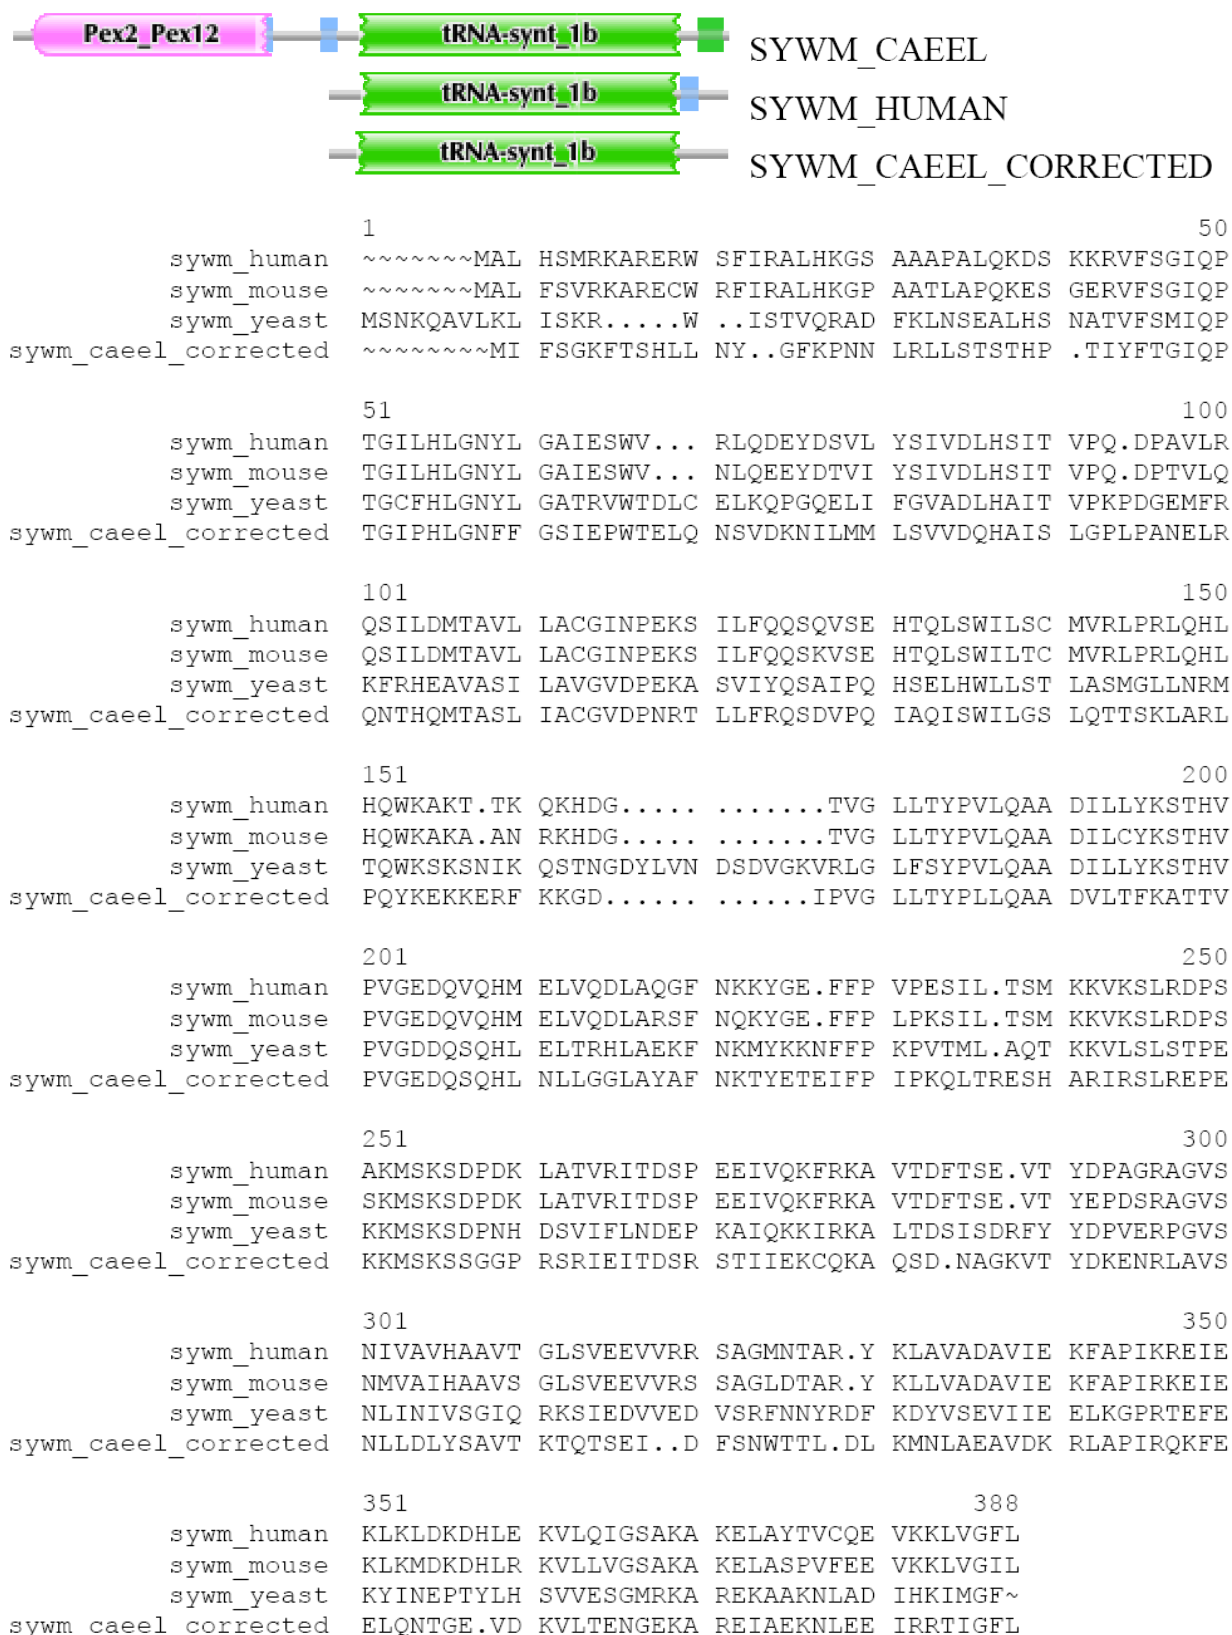 Pex2_Pex12 tRNA-synt_1b SYWM_CAEEL
tRNA-synt_1b SYWM_HUMAN
tRNA-synt_1b SYWM_CAEEL_CORRECTED
1 50
sywm_human ~~~~~~~MAL HSMRKARERW SFIRALHKGS AAAPALQKDS KKRVFSGIQP
sywm_mouse ~~~~~~~MAL FSVRKARECW RFIRALHKGP AATLAPQKES GERVFSGIQP
sywm_yeast MSNKQAVLKL ISKR.....W ..ISTVQRAD FKLNSEALHS NATVFSMIQP
sywm_caeel_corrected ~~~~~~~~MI FSGKFTSHLL NY..GFKPNN LRLLSTSTHP .TIYFTGIQP
51 100
sywm_human TGILHLGNYL GAIESWV... RLQDEYDSVL YSIVDLHSIT VPQ.DPAVLR
sywm_mouse TGILHLGNYL GAIESWV... NLQEEYDTVI YSIVDLHSIT VPQ.DPTVLQ
sywm_yeast TGCFHLGNYL GATRVWTDLC ELKQPGQELI FGVADLHAIT VPKPDGEMFR
sywm_caeel_corrected TGIPHLGNFF GSIEPWTELQ NSVDKNILMM LSVVDQHAIS LGPLPANELR
101 150
sywm_human QSILDMTAVL LACGINPEKS ILFQQSQVSE HTQLSWILSC MVRLPRLQHL
sywm_mouse QSILDMTAVL LACGINPEKS ILFQQSKVSE HTQLSWILTC MVRLPRLQHL
sywm_yeast KFRHEAVASI LAVGVDPEKA SVIYQSAIPQ HSELHWLLST LASMGLLNRM
sywm_caeel_corrected QNTHQMTASL IACGVDPNRT LLFRQSDVPQ IAQISWILGS LQTTSKLARL
151 200
sywm_human HQWKAKT.TK QKHDG..... .......TVG LLTYPVLQAA DILLYKSTHV
sywm_mouse HQWKAKA.AN RKHDG..... .......TVG LLTYPVLQAA DILCYKSTHV
sywm_yeast TQWKSKSNIK QSTNGDYLVN DSDVGKVRLG LFSYPVLQAA DILLYKSTHV
sywm_caeel_corrected PQYKEKKERF KKGD...... ......IPVG LLTYPLLQAA DVLTFKATTV
201 250
sywm_human PVGEDQVQHM ELVQDLAQGF NKKYGE.FFP VPESIL.TSM KKVKSLRDPS
sywm_mouse PVGEDQVQHM ELVQDLARSF NQKYGE.FFP LPKSIL.TSM KKVKSLRDPS
sywm_yeast PVGDDQSQHL ELTRHLAEKF NKMYKKNFFP KPVTML.AQT KKVLSLSTPE
sywm_caeel_corrected PVGEDQSQHL NLLGGLAYAF NKTYETEIFP IPKQLTRESH ARIRSLREPE
251 300
sywm_human AKMSKSDPDK LATVRITDSP EEIVQKFRKA VTDFTSE.VT YDPAGRAGVS
sywm_mouse SKMSKSDPDK LATVRITDSP EEIVQKFRKA VTDFTSE.VT YEPDSRAGVS
sywm_yeast KKMSKSDPNH DSVIFLNDEP KAIQKKIRKA LTDSISDRFY YDPVERPGVS
sywm_caeel_corrected KKMSKSSGGP RSRIEITDSR STIIEKCQKA QSD.NAGKVT YDKENRLAVS
301 350
sywm_human NIVAVHAAVT GLSVEEVVRR SAGMNTAR.Y KLAVADAVIE KFAPIKREIE
sywm_mouse NMVAIHAAVS GLSVEEVVRS SAGLDTAR.Y KLLVADAVIE KFAPIRKEIE
sywm_yeast NLINIVSGIQ RKSIEDVVED VSRFNNYRDF KDYVSEVIIE ELKGPRTEFE
sywm_caeel_corrected NLLDLYSAVT KTQTSEI..D FSNWTTL.DL KMNLAEAVDK RLAPIRQKFE
351 388
sywm_human KLKLDKDHLE KVLQIGSAKA KELAYTVCQE VKKLVGFL
sywm_mouse KLKMDKDHLR KVLLVGSAKA KELASPVFEE VKKLVGIL
sywm_yeast KYINEPTYLH SVVESGMRKA REKAAKNLAD IHKIMGF~
sywm_caeel_corrected ELQNTGE.VD KVLTENGEKA REIAEKNLEE IRRTIGFL